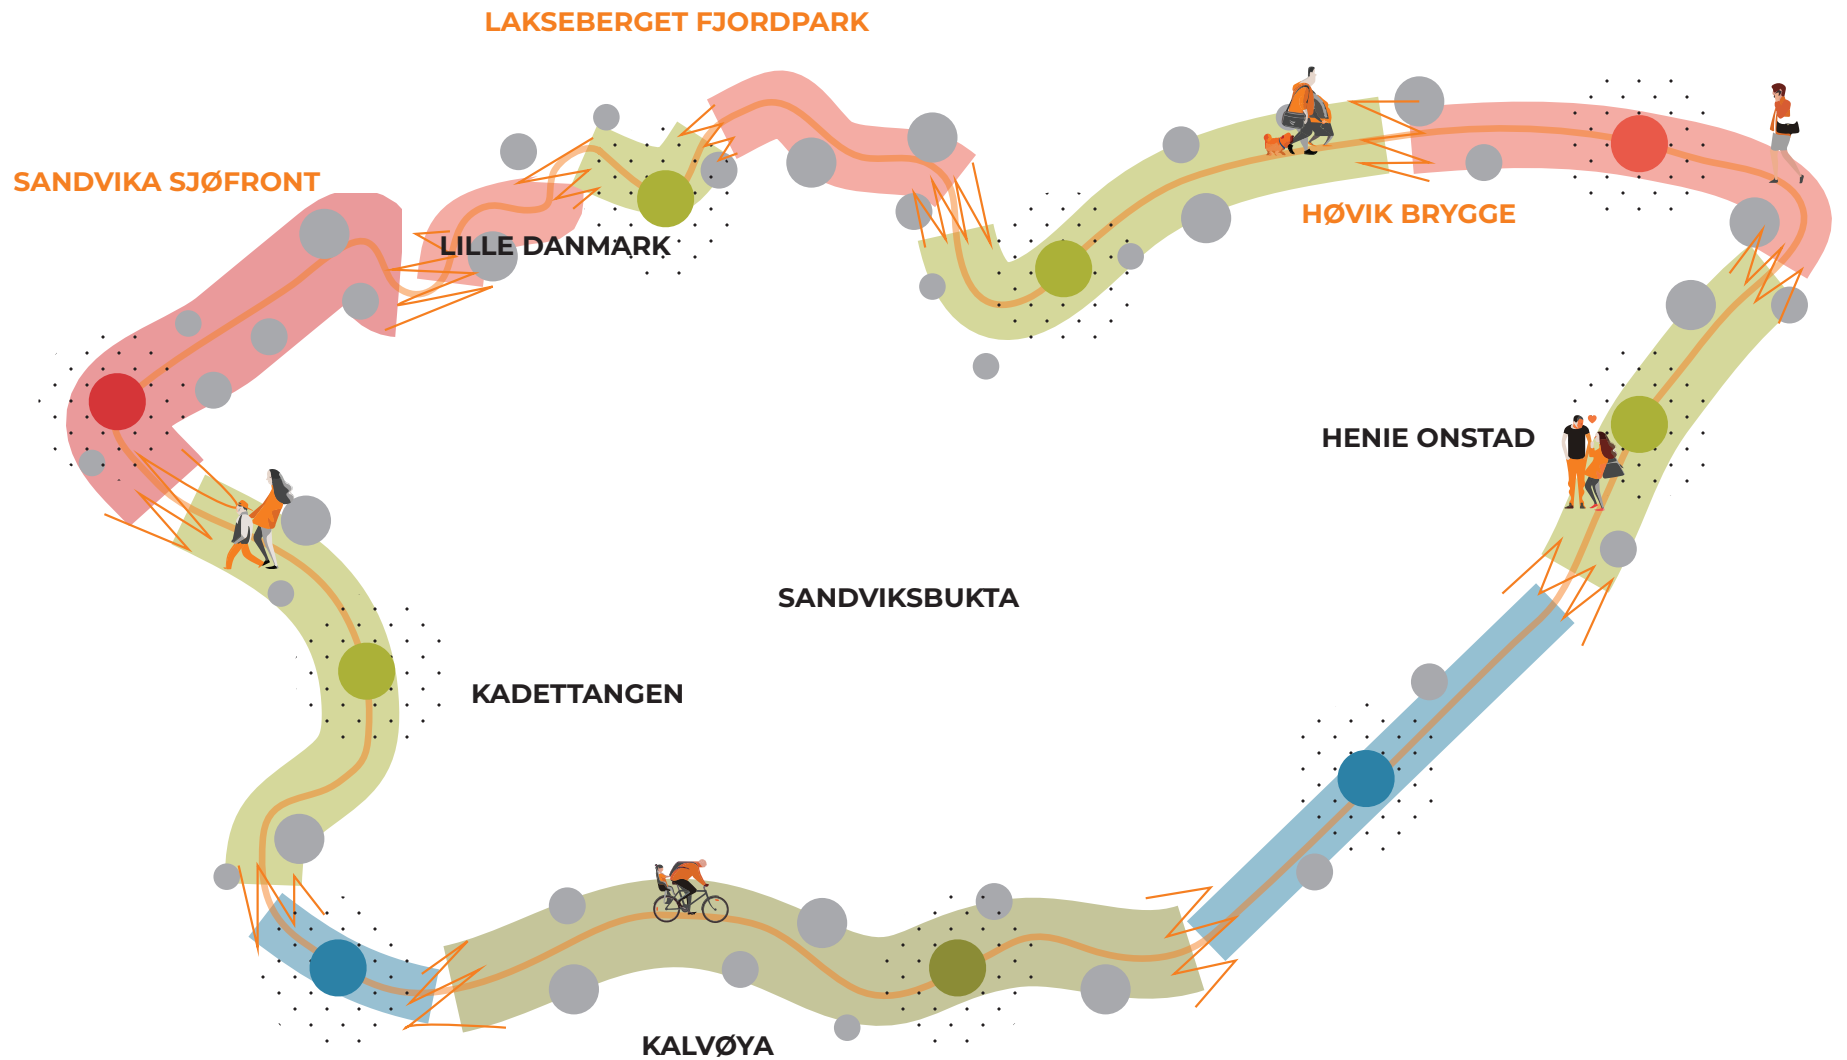 LAKSEBERGET FJORDPARK
SANDVIKA SJØFRONT
HØVIK BRYGGE
LILLE DANMARK
HENIE ONSTAD
SANDVIKSBUKTA
KADETTANGEN
KALVØYA